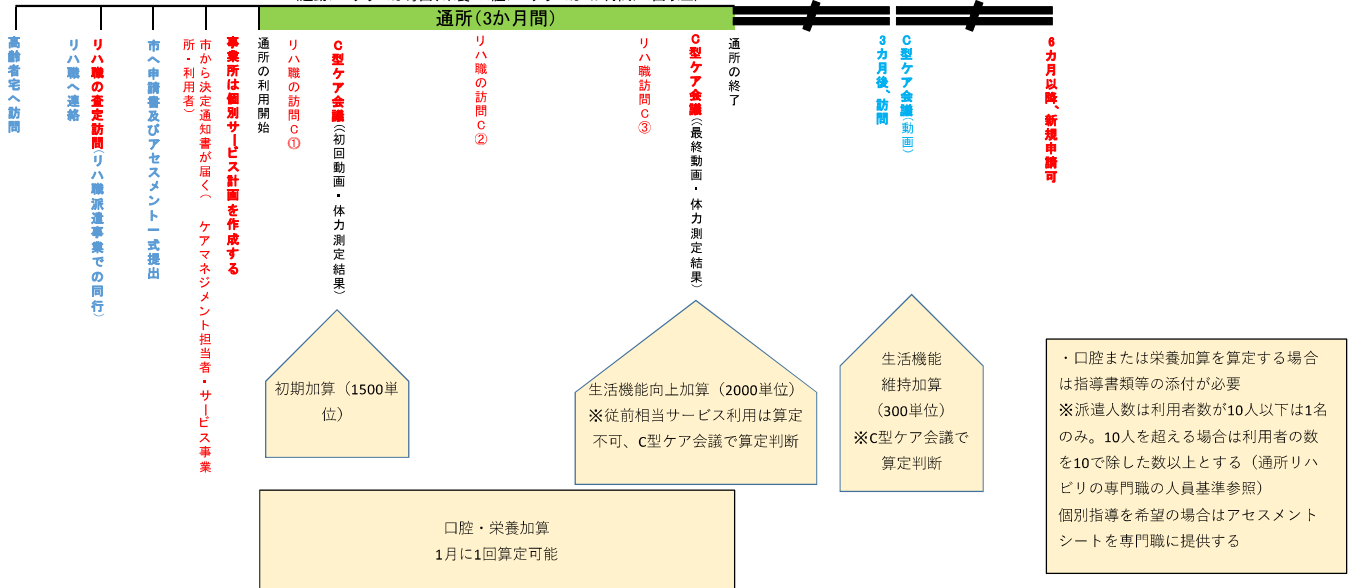 通所(3か月間)
高齢者宅へ訪問
リハ職へ連絡
リハ職の査定訪問(リハ職派遣事業での同行)
市へ申請書及びアセスメント一式提出
市から決定通知書が届く( ケアマネジメント担当者・サービス事業
所・利用者)
事業所は個別サービス計画を作成する
通所の利用開始
リハ職の訪問C①
C型ケア会議((初回動画・体力測定結果)
リハ職の訪問C②
リハ職訪問C③
C型ケア会議((最終動画・体力測定結果)
通所の終了
3カ月後、訪問
C型ケア会議(動画)
6カ月以降、新規申請可
初期加算(1500単
位)
生活機能向上加算(2000単位)
※従前相当サービス利用は算定
不可、C型ケア会議で算定判断
生活機能
維持加算
(300単位)
※C型ケア会議で
算定判断
口腔・栄養加算
1月に1回算定可能
・口腔または栄養加算を算定する場合
は指導書類等の添付が必要
※派遣人数は利用者数が10人以下は1名
のみ。10人を超える場合は利用者の数
を10で除した数以上とする(通所リハ
ビリの専門職の人員基準参照)
個別指導を希望の場合はアセスメント
シートを専門職に提供する